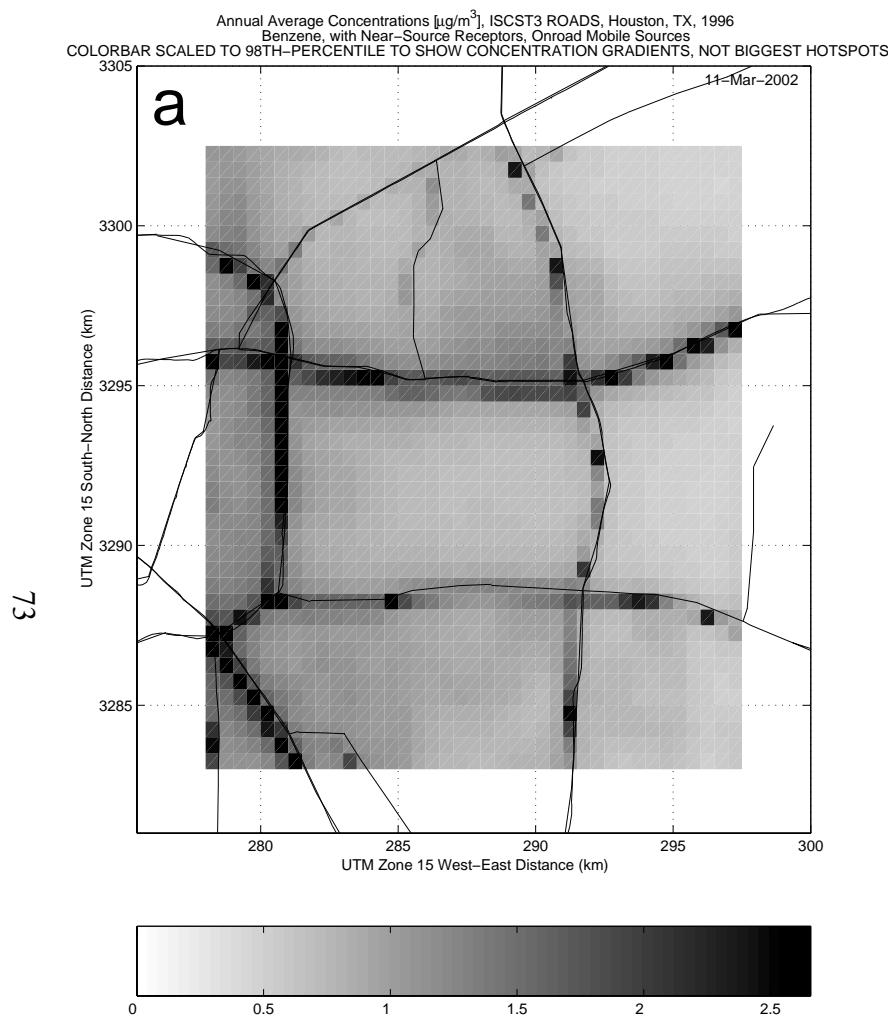 Annual Average Concentrations [µg/m³], ISCST3 ROADS, Houston, TX, 1996
Benzene, with Near−Source Receptors, Onroad Mobile Sources
COLORBAR SCALED TO 98TH−PERCENTILE TO SHOW CONCENTRATION GRADIENTS, NOT BIGGEST HOTSPOTS
11−Mar−2002
a
3305
3300
3295
3290
3285
UTM Zone 15 South−North Distance (km)
280
285
290
295
300
UTM Zone 15 West−East Distance (km)
0
0.5
1
1.5
2
2.5
73